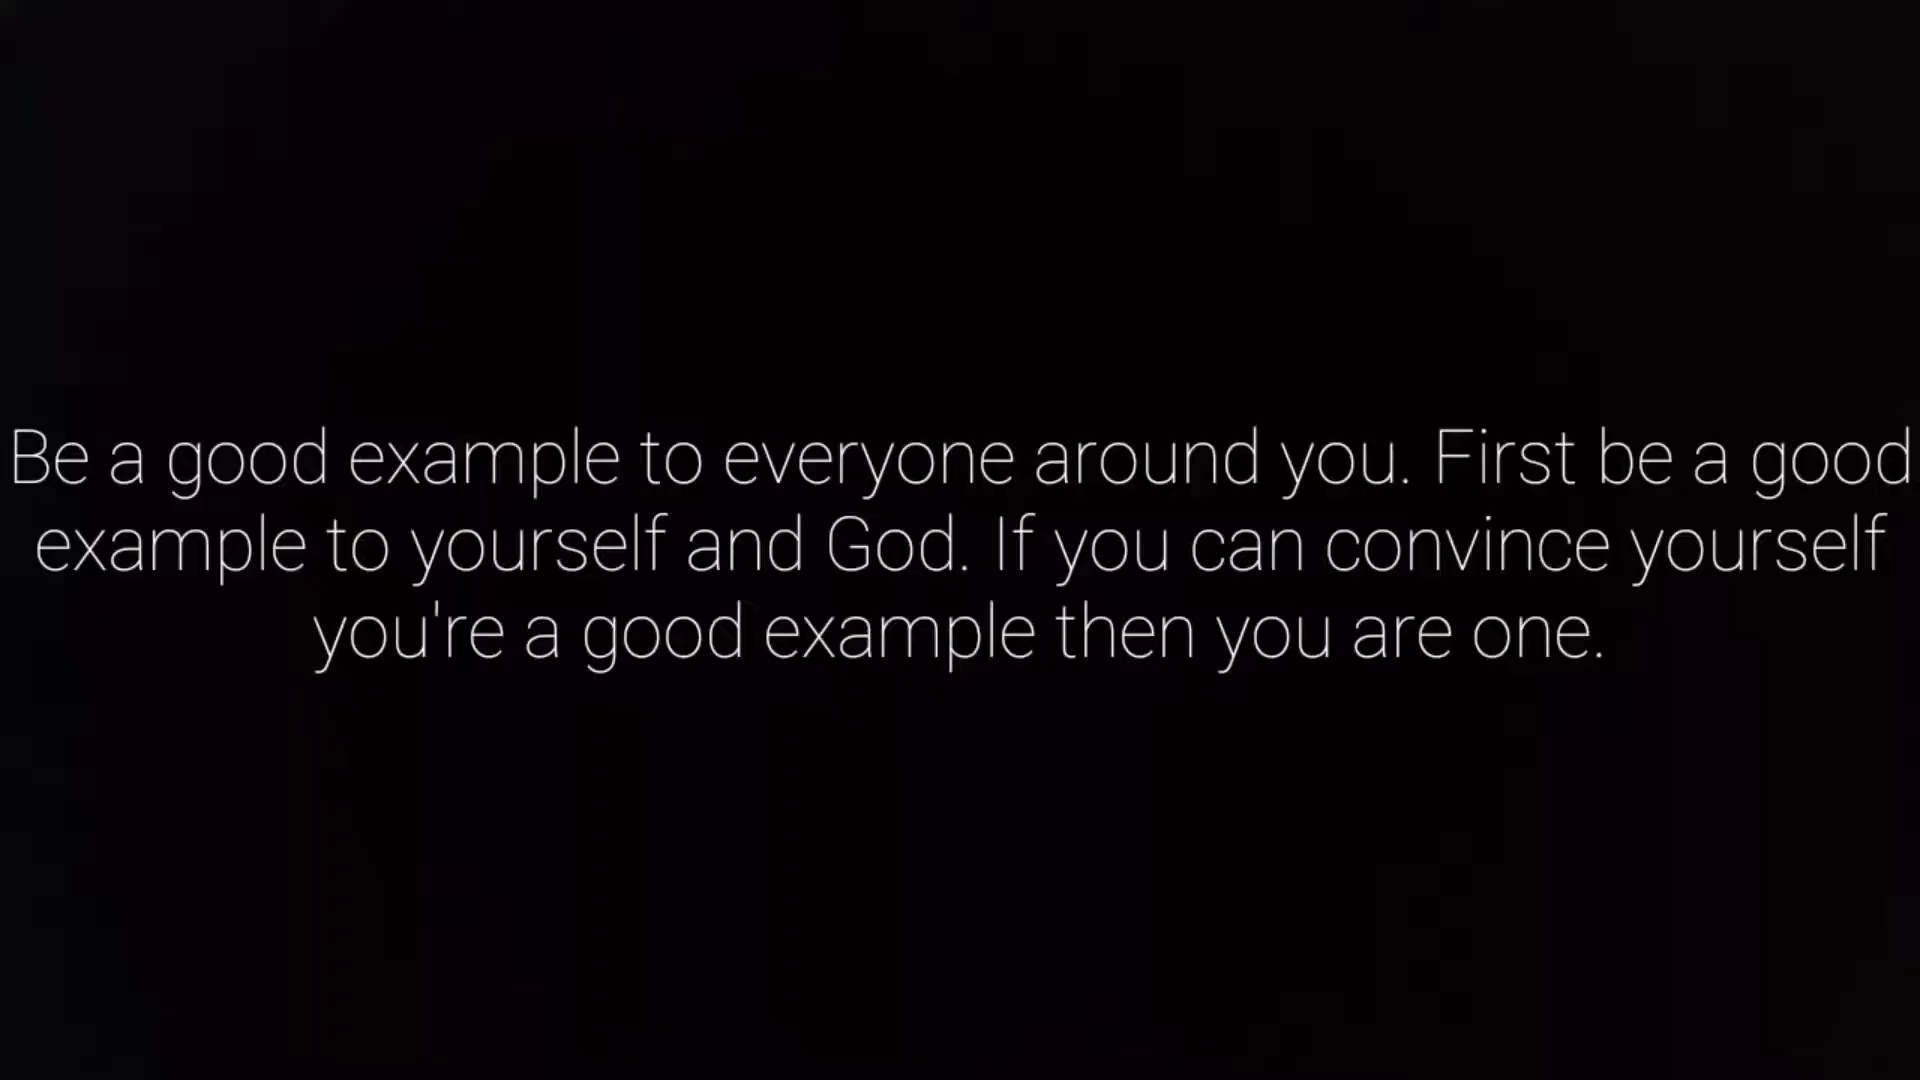 Be a good example to everyone around you. First be a good
example to yourself and God. If you can convince yourself
you're a good example then you are one.